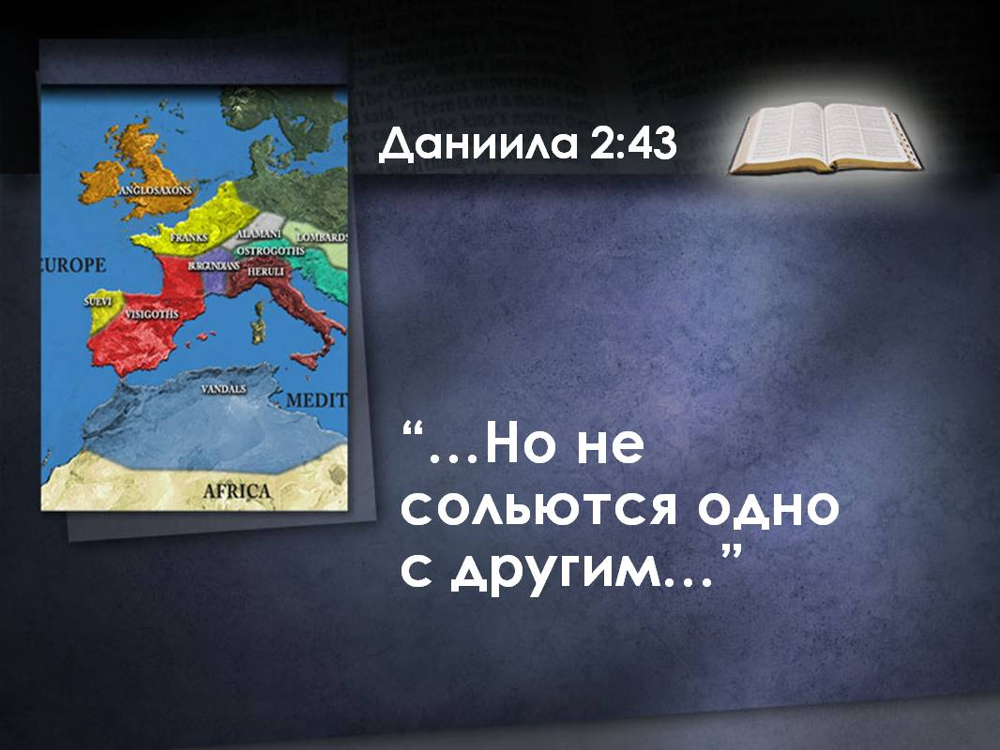 Даниила 2:43
ANGLOSAXONS
FRANKS
ALAMANI
LOMBARDS
OSTROGOTHS
EUROPE
BURGUNDIANS
HERULI
SUEVI
VISIGOTHS
VANDALS
MEDIT
AFRICA
“...Но не
сольются одно
с другим...”